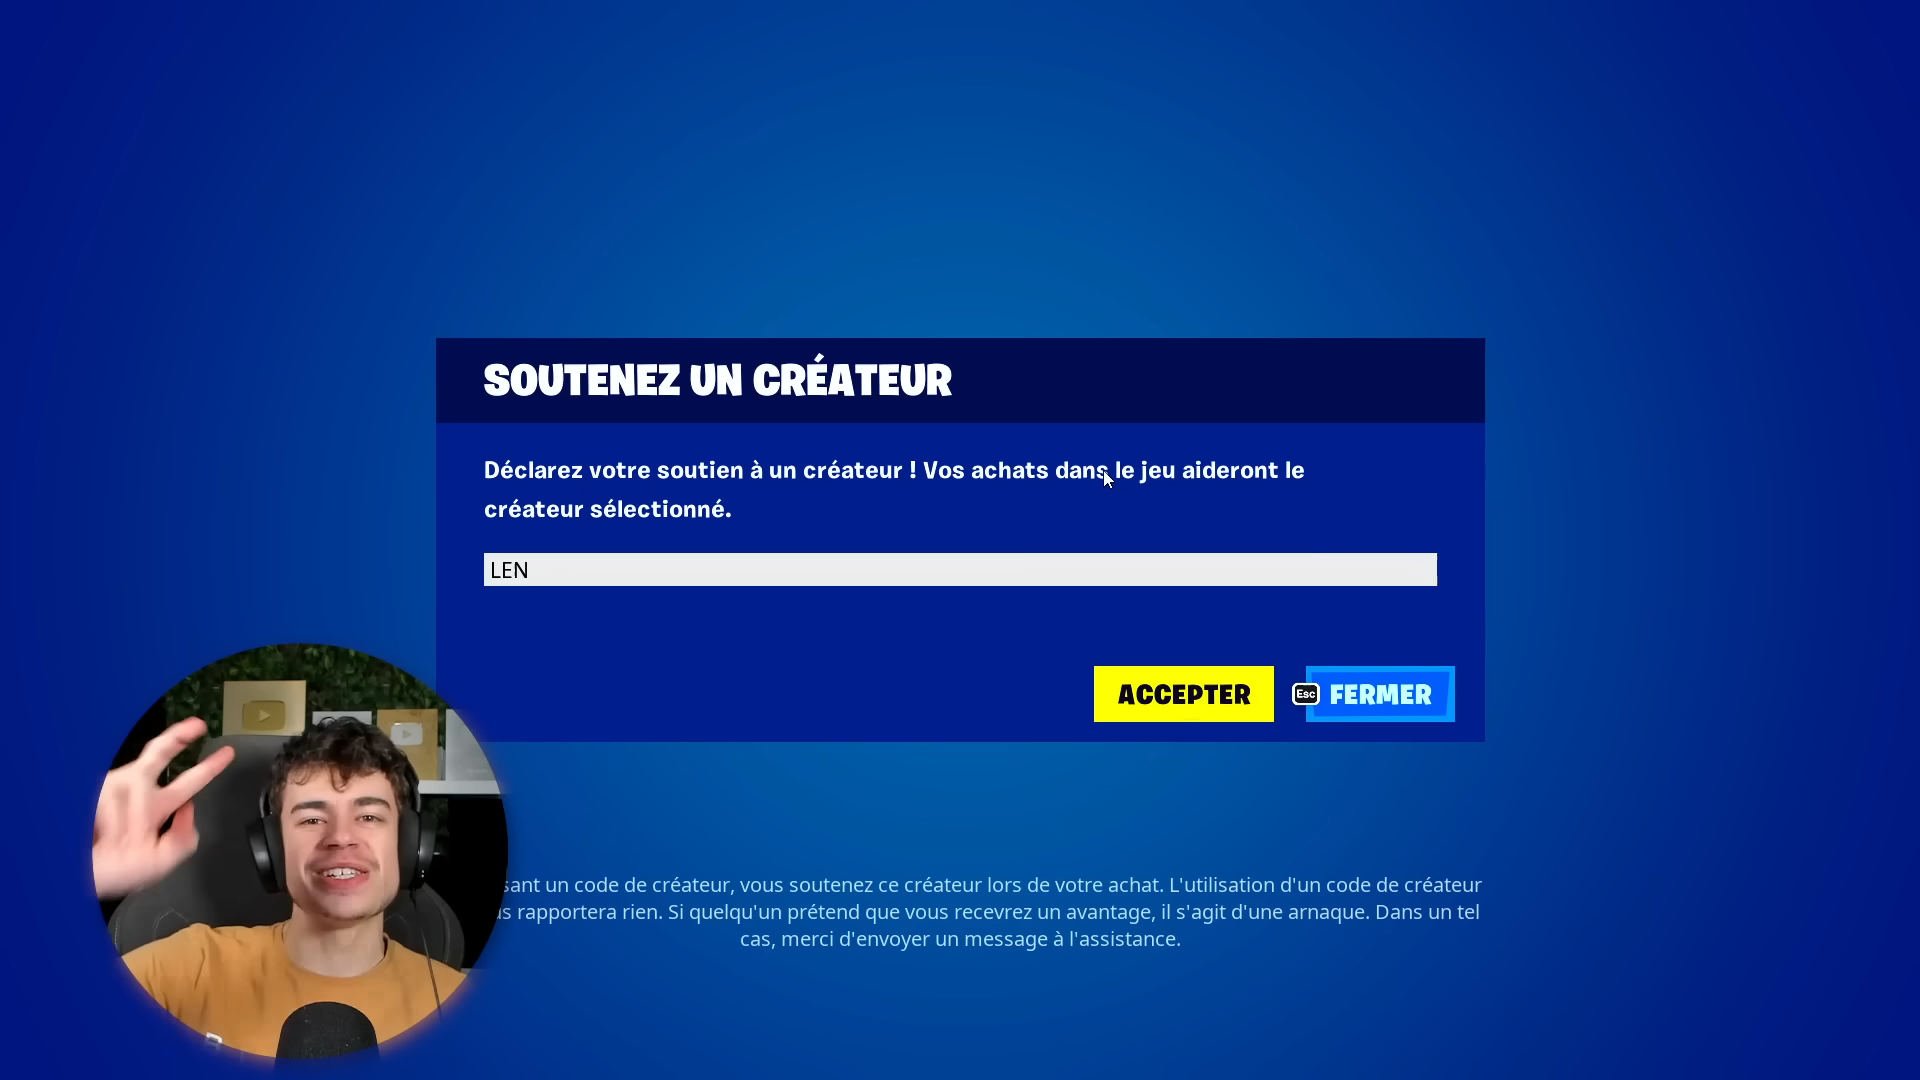 SOUTENEZ UN CRÉATEUR
Déclarez votre soutien à un créateur ! Vos achats dans le jeu aideront le
créateur sélectionné.
LEN
ACCEPTER
Esc FERMER
un code de créateur, vous soutenez ce créateur lors de votre achat. L'utilisation d'un code de créateur
rapportera rien. Si quelqu'un prétend que vous recevrez un avantage, il s'agit d'une arnaque. Dans un tel
cas, merci d'envoyer un message à l'assistance.